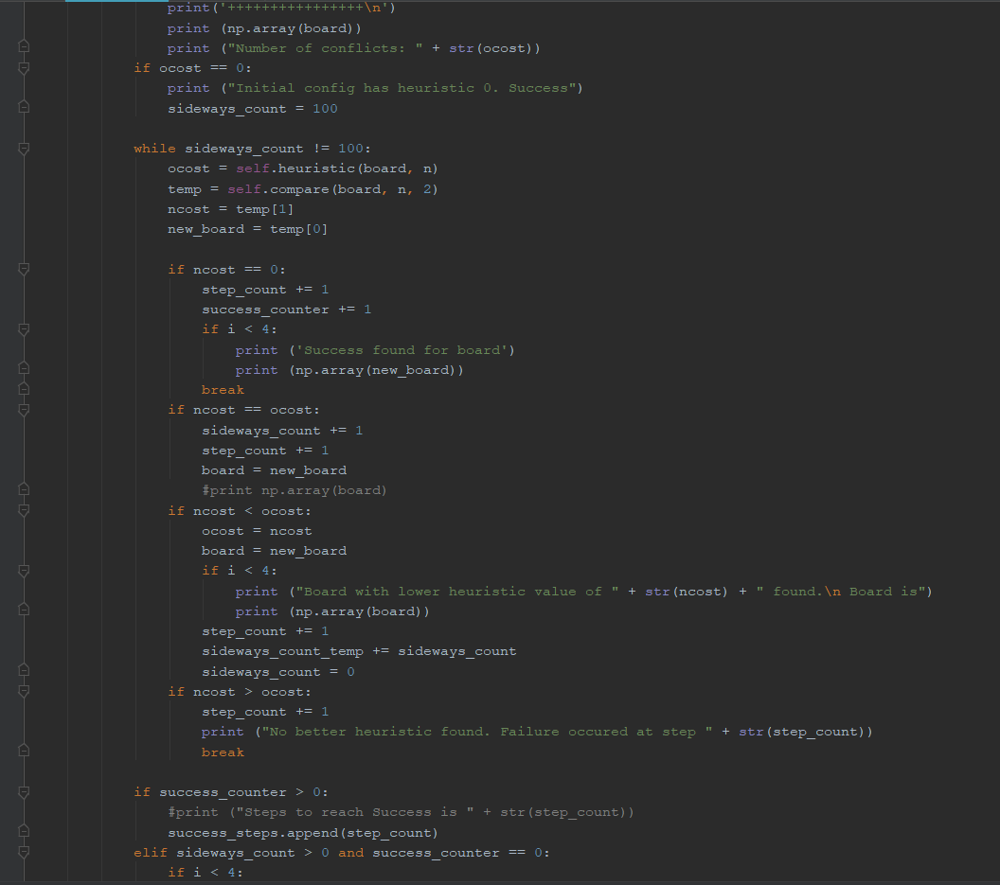 print('++++++++++++++++\n')
print (np.array(board))
print ("Number of conflicts: " + str(ocost))
if ocost == 0:
print ("Initial config has heuristic 0. Success")
sideways_count = 100
while sideways_count != 100:
ocost = self.heuristic(board, n)
temp = self.compare(board, n, 2)
ncost = temp[1]
new_board = temp[0]
if ncost == 0:
step_count += 1
success_counter += 1
if i < 4:
print ('Success found for board')
print (np.array(new_board))
break
if ncost == ocost:
sideways_count += 1
step_count += 1
board = new_board
#print np.array(board)
if ncost < ocost:
ocost = ncost
board = new_board
if i < 4:
print ("Board with lower heuristic value of " + str(ncost) + " found.\n Board is")
print (np.array(board))
step_count += 1
sideways_count_temp += sideways_count
sideways_count = 0
if ncost > ocost:
step_count += 1
print ("No better heuristic found. Failure occured at step " + str(step_count))
break
if success_counter > 0:
#print ("Steps to reach Success is " + str(step_count))
success_steps.append(step_count)
elif sideways_count > 0 and success_counter == 0:
if i < 4: